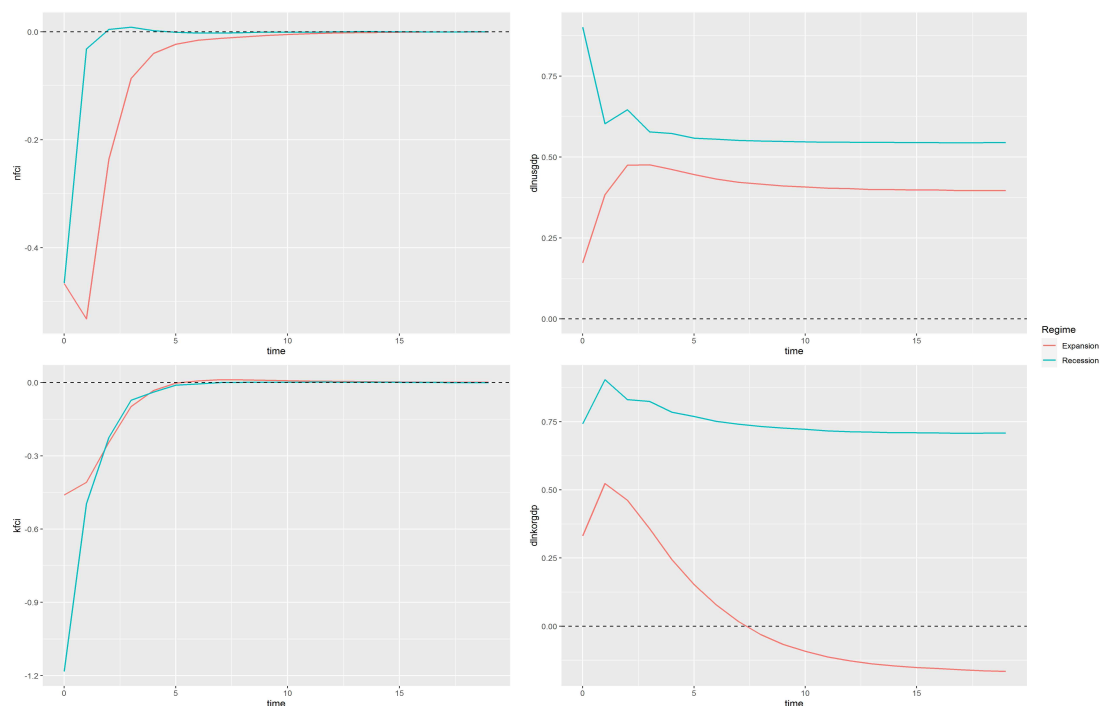 0.0
-0.2
-0.4
nfci
0
5
10
15
time
0.75
0.50
0.25
0.00
dlnusgdp
0
5
10
15
time
0.0
-0.3
-0.6
-0.9
-1.2
kfci
0
5
10
15
time
0.75
0.50
0.25
0.00
dlnkorgdp
0
5
10
15
time
Regime
Expansion
Recession